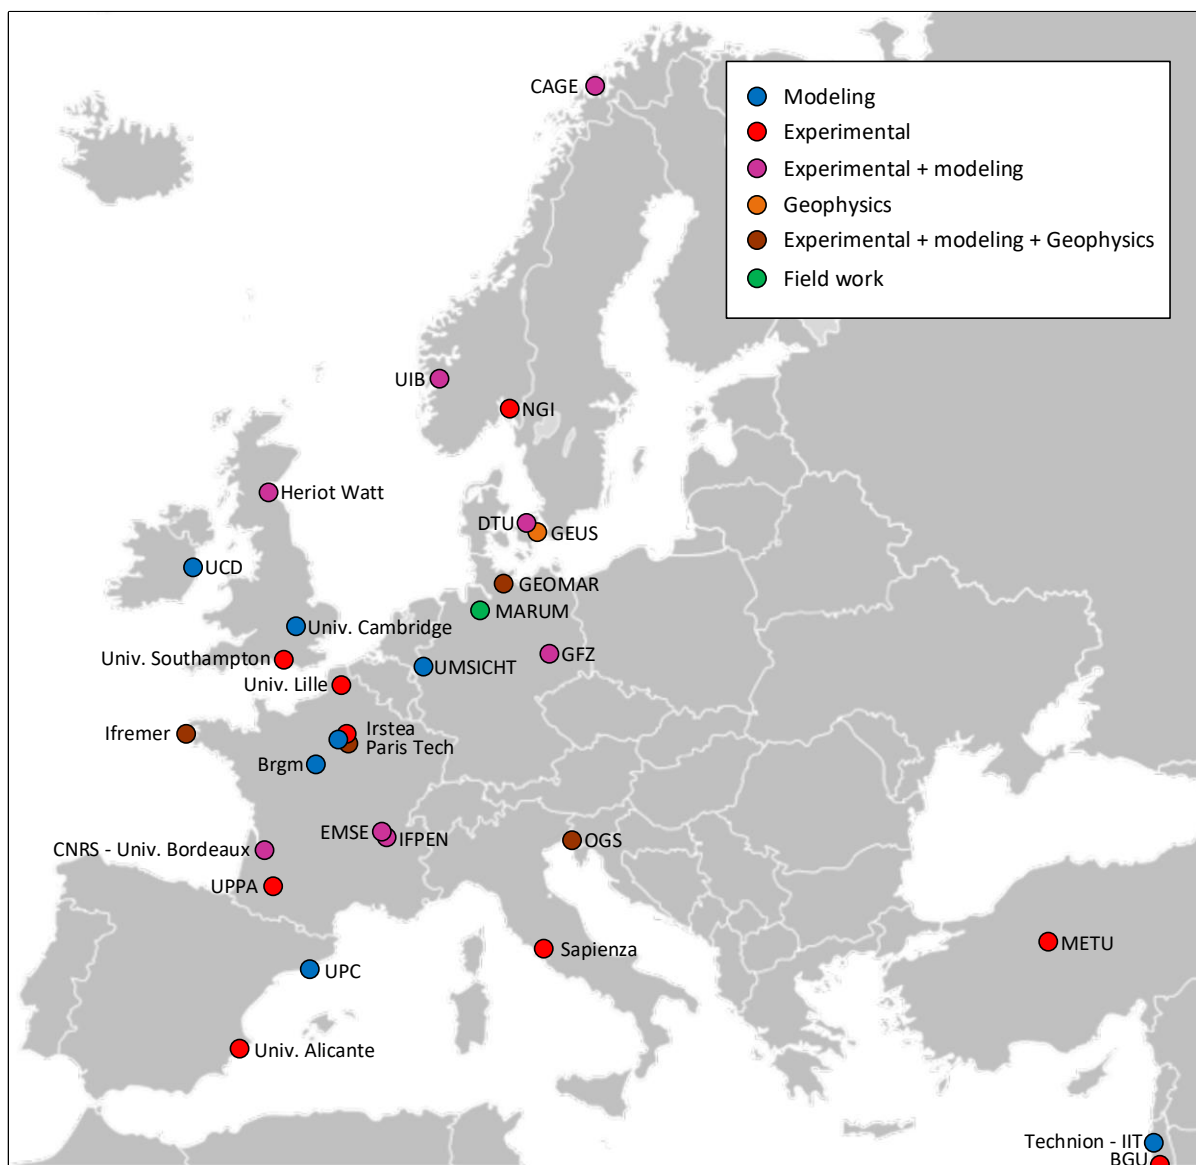 CAGE
Modeling
Experimental
Experimental + modeling
Geophysics
Experimental + modeling + Geophysics
Field work
UIB
NGI
Heriot Watt
DTU
GEUS
UCD
GEOMAR
MARUM
Univ. Cambridge
Univ. Southampton
UMSICHT
GFZ
Univ. Lille
Ifremer
Irstea
Paris Tech
Brgm
EMSE
IFPEN
OGS
CNRS - Univ. Bordeaux
UPPA
Sapienza
METU
UPC
Univ. Alicante
Technion - IIT
BGU